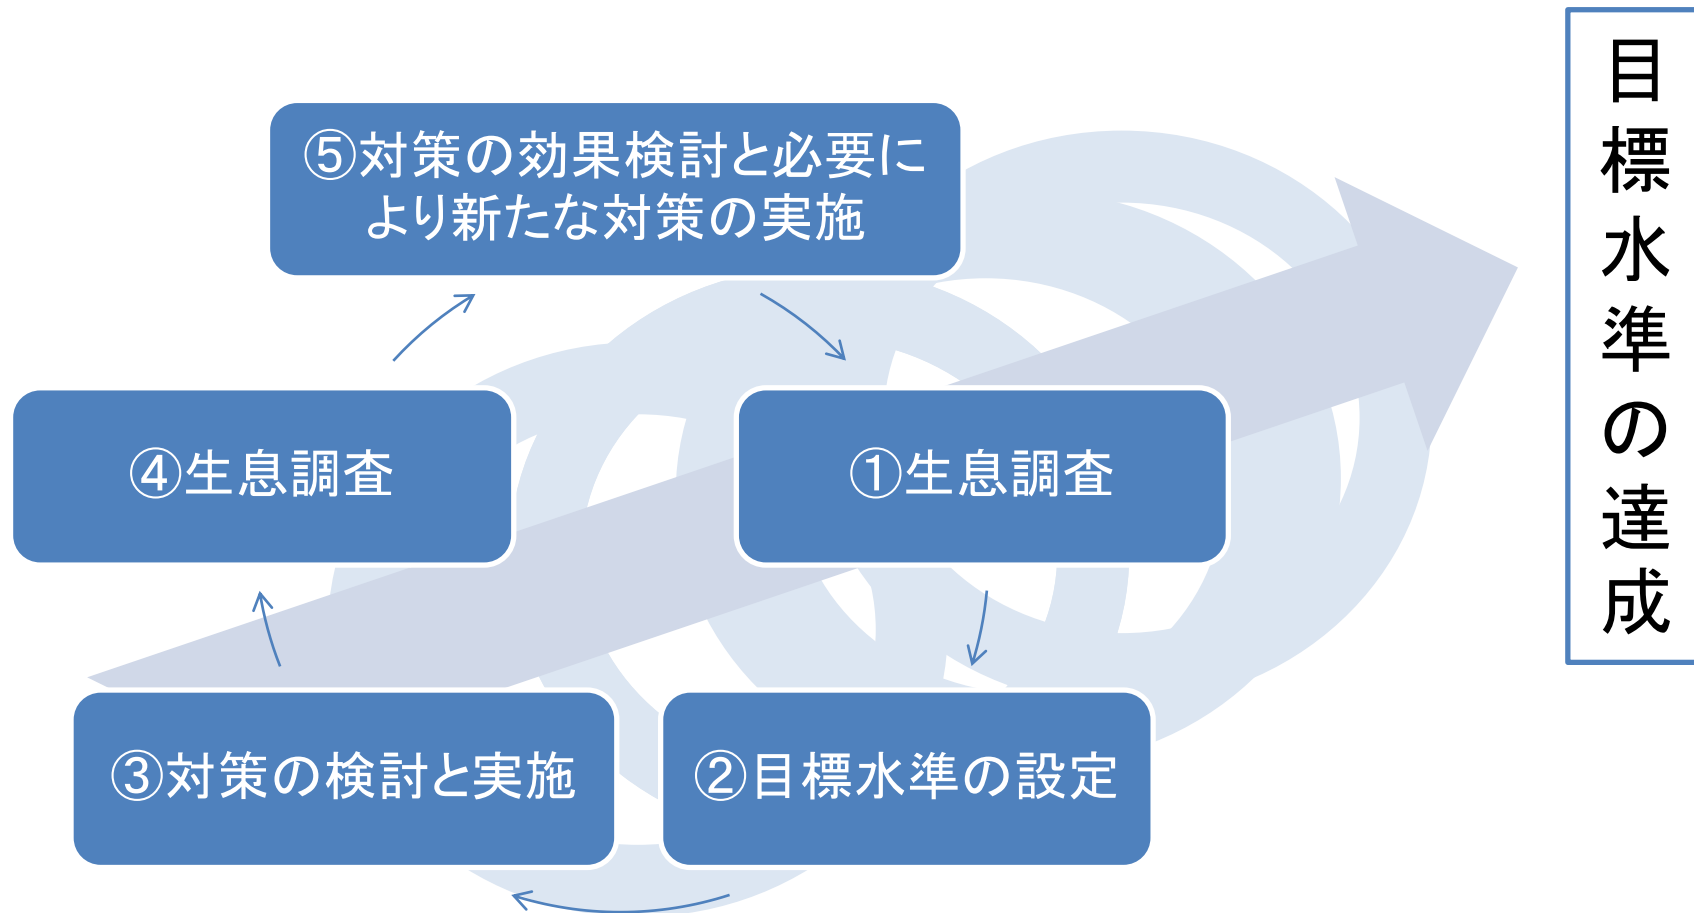 ⑤対策の効果検討と必要に
より新たな対策の実施
④生息調査
①生息調査
③対策の検討と実施
②目標水準の設定
目標水準の達成